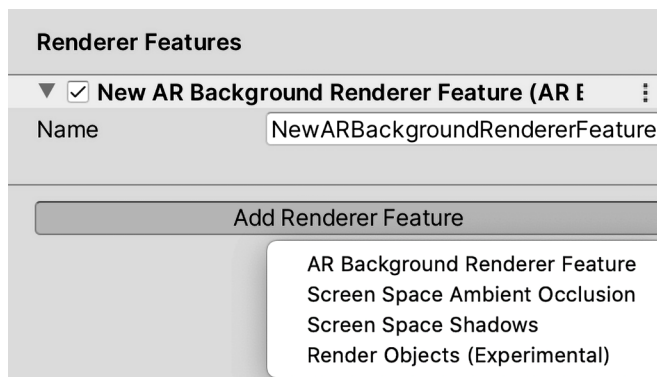 Renderer Features
New AR Background Renderer Feature (AR
Name NewARBackgroundRendererFeature
Add Renderer Feature
AR Background Renderer Feature
Screen Space Ambient Occlusion
Screen Space Shadows
Render Objects (Experimental)